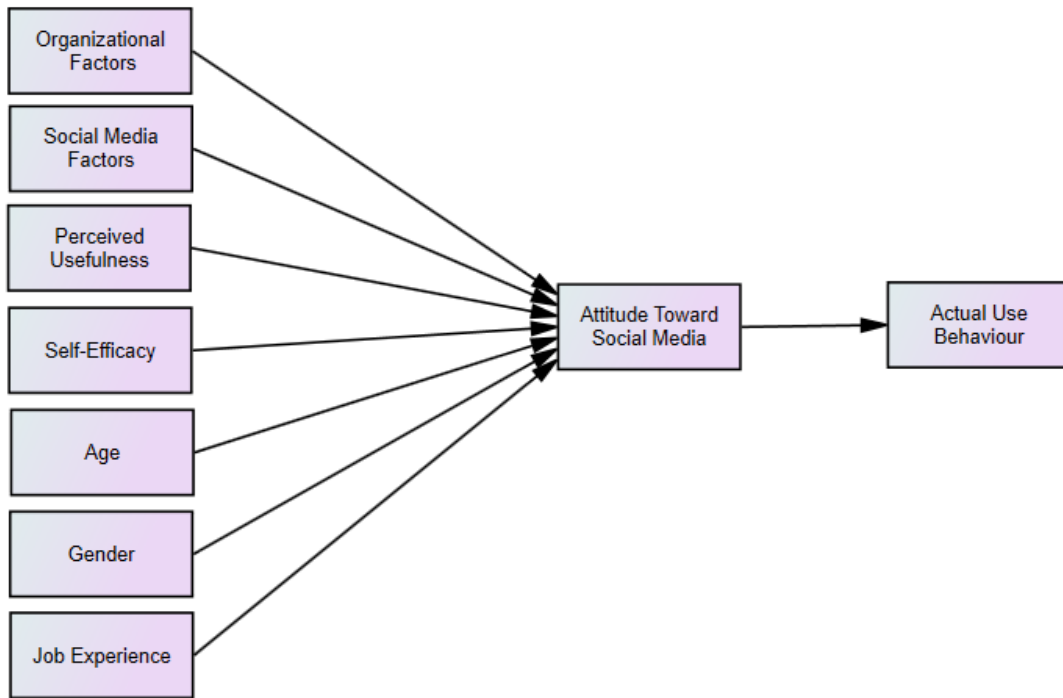 Organizational
Factors
Social Media
Factors
Perceived
Usefulness
Self-Efficacy
Age
Gender
Job Experience
Attitude Toward
Social Media
Actual Use
Behaviour